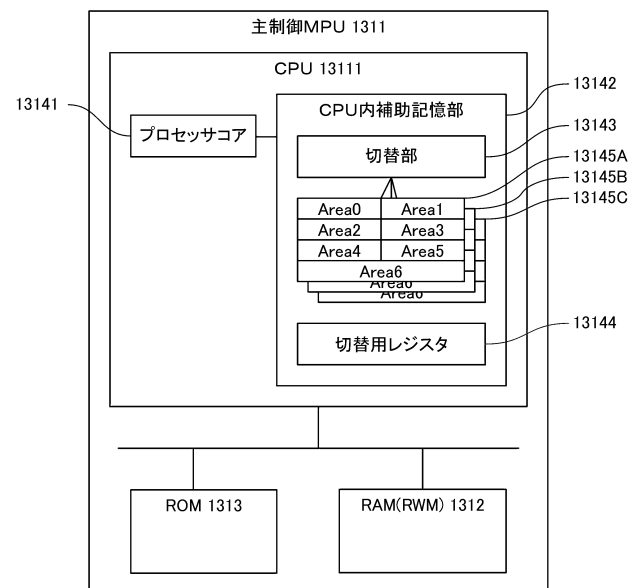 主制御MPU 1311
CPU 13111
13141
プロセッサコア
CPU内補助記憶部
13142
切替部
13143
13145A
13145B
13145C
Area0
Area1
Area2
Area3
Area4
Area5
Area6
Area6
Area6
切替用レジスタ
13144
ROM 1313
RAM(RWM) 1312